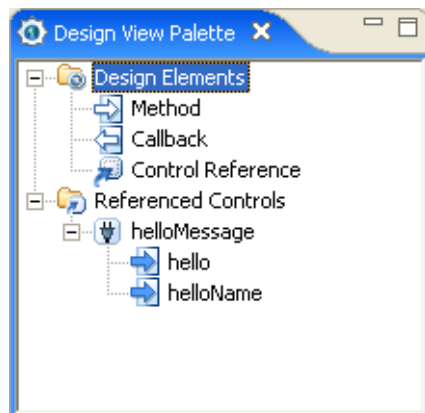 Design View Palette
Design Elements
Method
Callback
Control Reference
Referenced Controls
helloMessage
hello
helloName